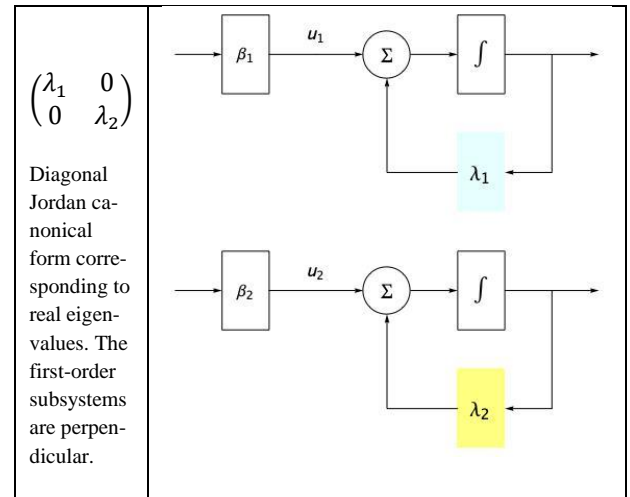 (λ₁ 0
0 λ₂)
Diagonal
Jordan ca-
nonical
form corre-
sponding to
real eigen-
values. The
first-order
subsystems
are perpen-
dicular.
β₁ u₁ Σ ∫
λ₁
β₂ u₂ Σ ∫
λ₂